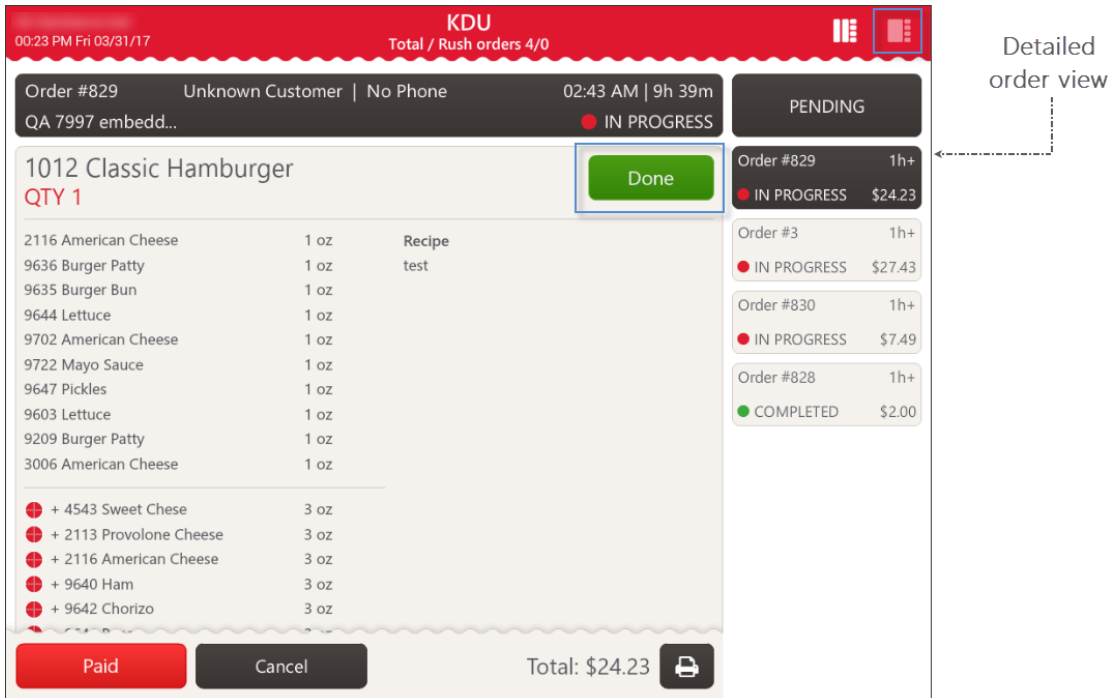 KDU
00:23 PM Fri 03/31/17
Total / Rush orders 4/0
Detailed
order view
Order #829 Unknown Customer | No Phone 02:43 AM | 9h 39m
QA 7997 embedd... IN PROGRESS
PENDING
1012 Classic Hamburger
QTY 1
Done
2116 American Cheese 1 oz
9636 Burger Patty 1 oz
9635 Burger Bun 1 oz
9644 Lettuce 1 oz
9702 American Cheese 1 oz
9722 Mayo Sauce 1 oz
9647 Pickles 1 oz
9603 Lettuce 1 oz
9209 Burger Patty 1 oz
3006 American Cheese 1 oz
Recipe
test
+ 4543 Sweet Chese 3 oz
+ 2113 Provolone Cheese 3 oz
+ 2116 American Cheese 3 oz
+ 9640 Ham 3 oz
+ 9642 Chorizo 3 oz
Order #829 1h+
IN PROGRESS $24.23
Order #3 1h+
IN PROGRESS $27.43
Order #830 1h+
IN PROGRESS $7.49
Order #828 1h+
COMPLETED $2.00
Paid
Cancel
Total: $24.23